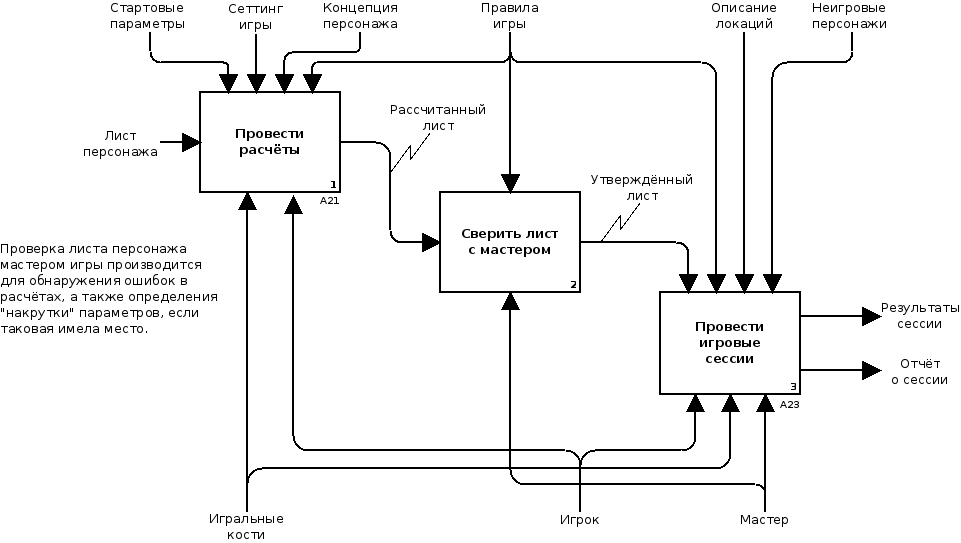 Стартовые
параметры
Сеттинг
игры
Концепция
персонажа
Правила
игры
Описание
локаций
Неигровые
персонажи
Лист
персонажа
Провести
расчёты
1
A21
Рассчитанный
лист
Сверить лист
с мастером
2
Утверждённый
лист
Проверка листа персонажа
мастером игры производится
для обнаружения ошибок в
расчётах, а также определения
"накрутки" параметров, если
таковая имела место.
Провести
игровые
сессии
3
A23
Результаты
сессии
Отчёт
о сессии
Игральные
кости
Игрок
Мастер